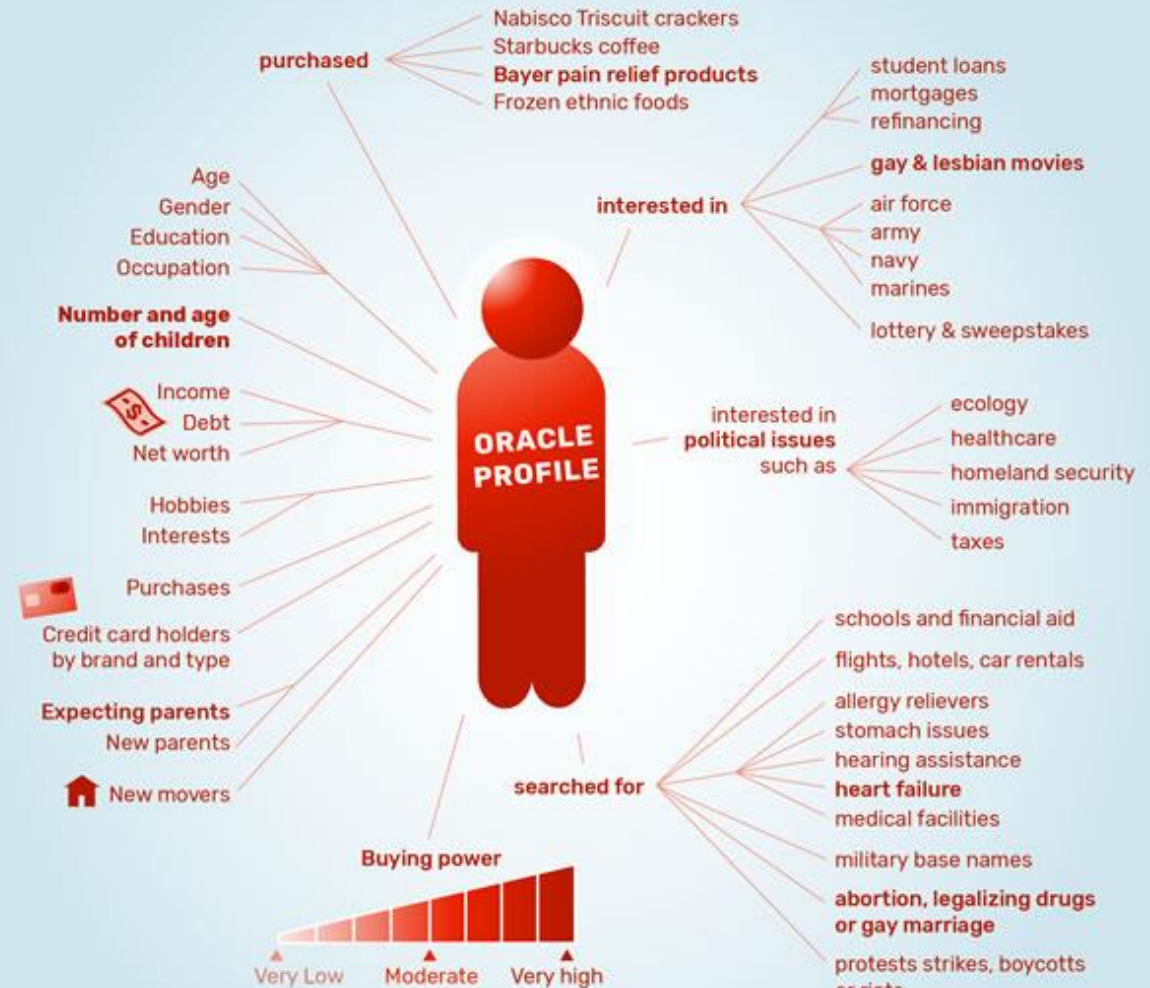 purchased
Nabisco Triscuit crackers
Starbucks coffee
Bayer pain relief products
Frozen ethnic foods
interested in
student loans
mortgages
refinancing
gay & lesbian movies
air force
army
navy
marines
lottery & sweepstakes
Age
Gender
Education
Occupation
Number and age
of children
$
Income
Debt
Net worth
Hobbies
Interests
Purchases
Credit card holders
by brand and type
Expecting parents
New parents
New movers
ORACLE
PROFILE
interested in
political issues
such as
ecology
healthcare
homeland security
immigration
taxes
searched for
schools and financial aid
flights, hotels, car rentals
allergy relievers
stomach issues
hearing assistance
heart failure
medical facilities
military base names
abortion, legalizing drugs
or gay marriage
protests strikes, boycotts
Buying power
Very Low
Moderate
Very high